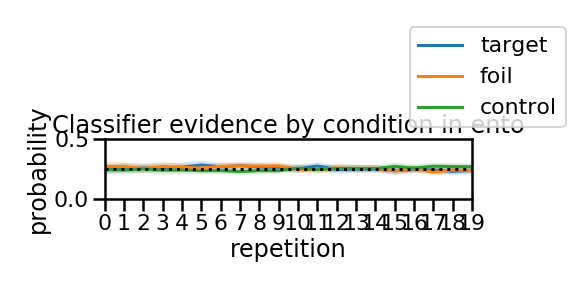 target
foil
control
Classifier evidence by condition in ento
probability
0.5
0.0
0 1 2 3 4 5 6 7 8 9 10 11 12 13 14 15 16 17 18 19
repetition